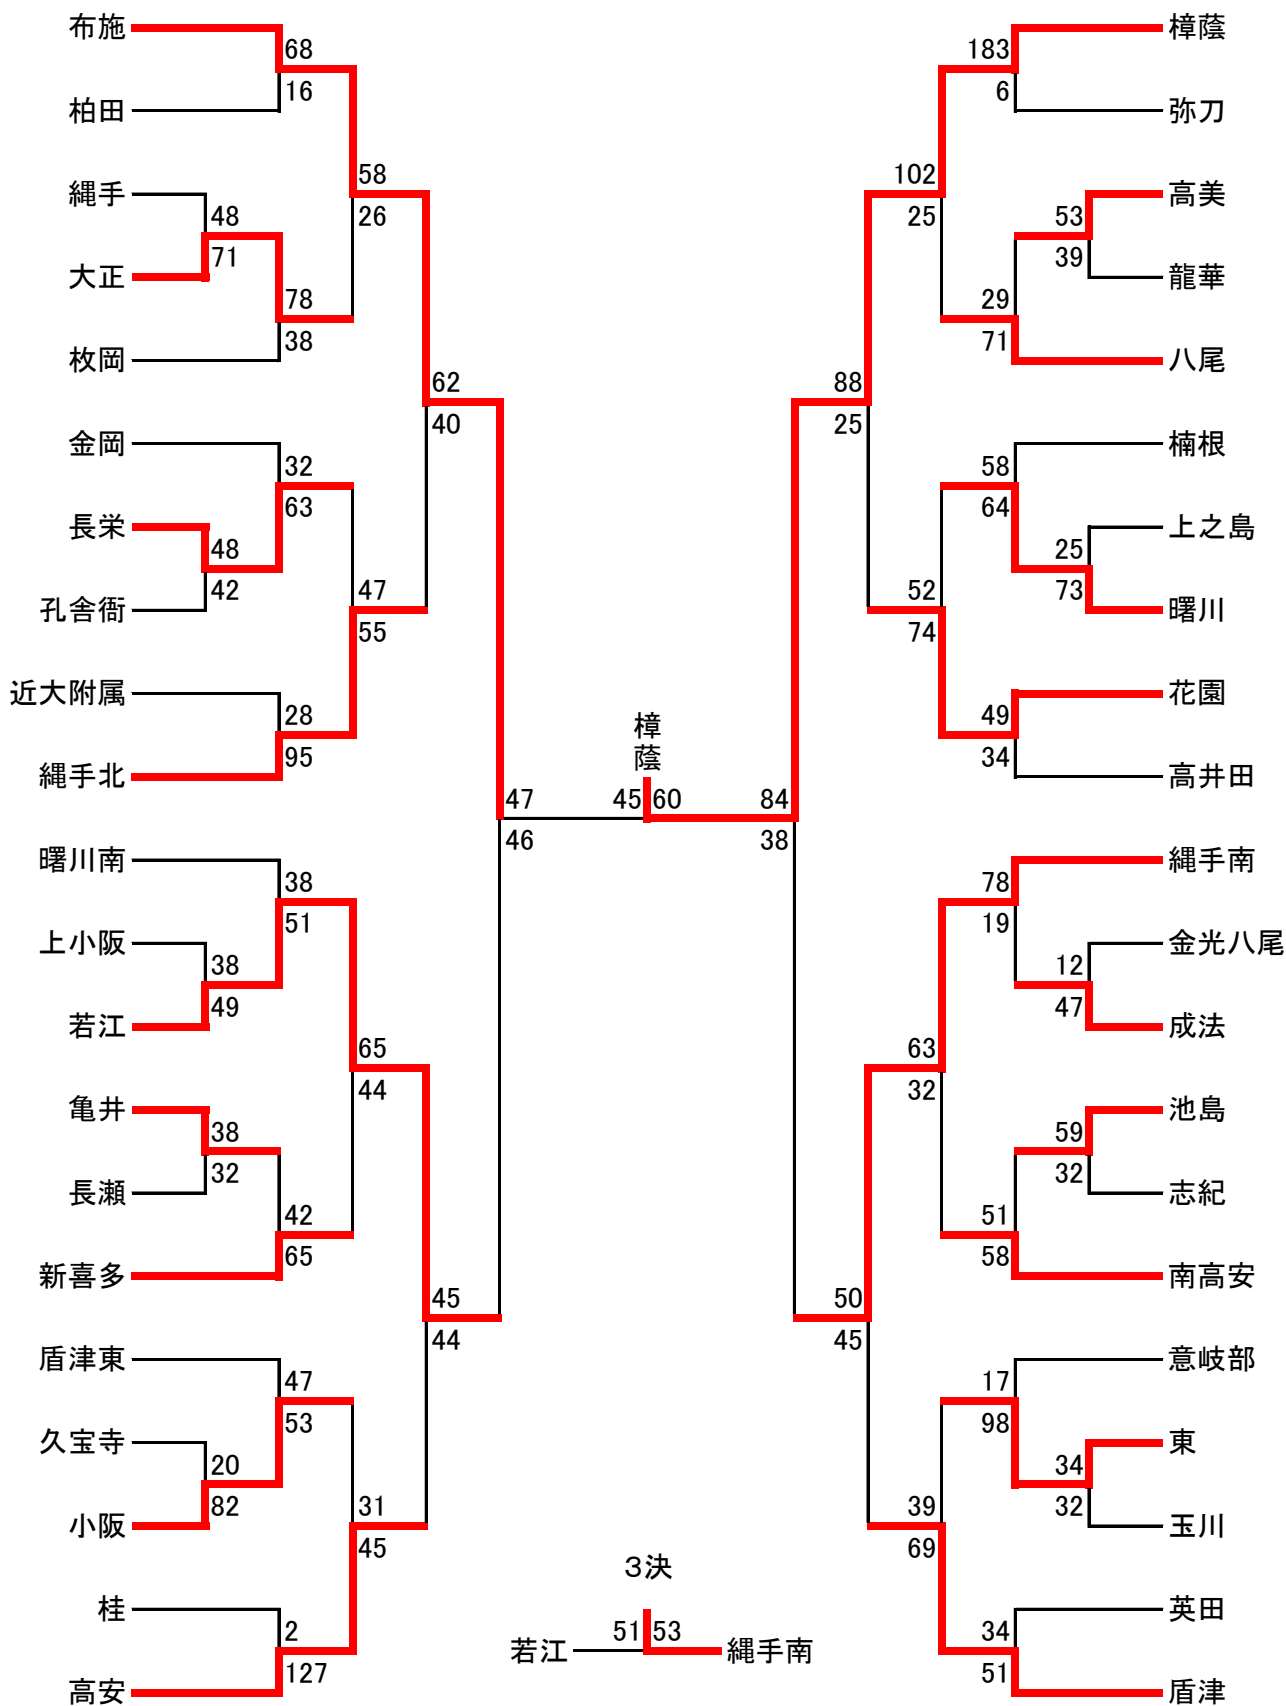 布施
68
16
柏田
58
26
縄手
48
71
大正
78
38
枚岡
62
40
金岡
32
63
長栄
48
42
孔舎衙
47
55
近大附属
28
95
縄手北
47
46
曙川南
38
51
上小阪
38
49
若江
65
44
亀井
38
32
長瀬
42
65
新喜多
45
44
盾津東
47
53
久宝寺
20
82
小阪
31
45
桂
2
127
高安
樟蔭
45 60
樟蔭
183
6
弥刀
102
25
高美
53
39
龍華
29
71
八尾
88
25
楠根
58
64
上之島
25
73
曙川
52
74
花園
49
34
高井田
84
38
縄手南
78
19
金光八尾
12
47
成法
63
32
池島
59
32
志紀
51
58
南高安
50
45
意岐部
17
98
東
34
32
玉川
39
69
英田
34
51
盾津
３決
若江 51 53 縄手南